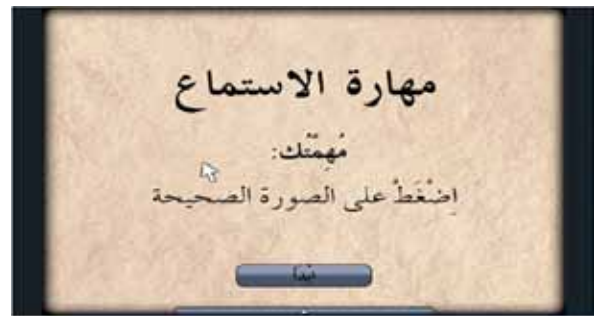 مهارة الاستماع
مُهِمَّتُك:
اِضْغَطْ على الصورة الصحيحة